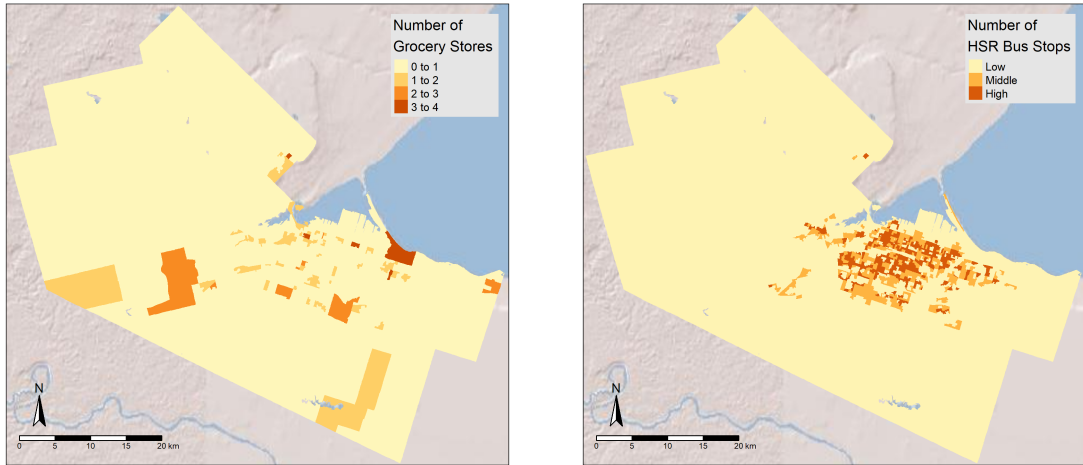 Number of
Grocery Stores
0 to 1
1 to 2
2 to 3
3 to 4
N
0 5 10 15 20 km
Number of
HSR Bus Stops
Low
Middle
High
N
0 5 10 15 20 km